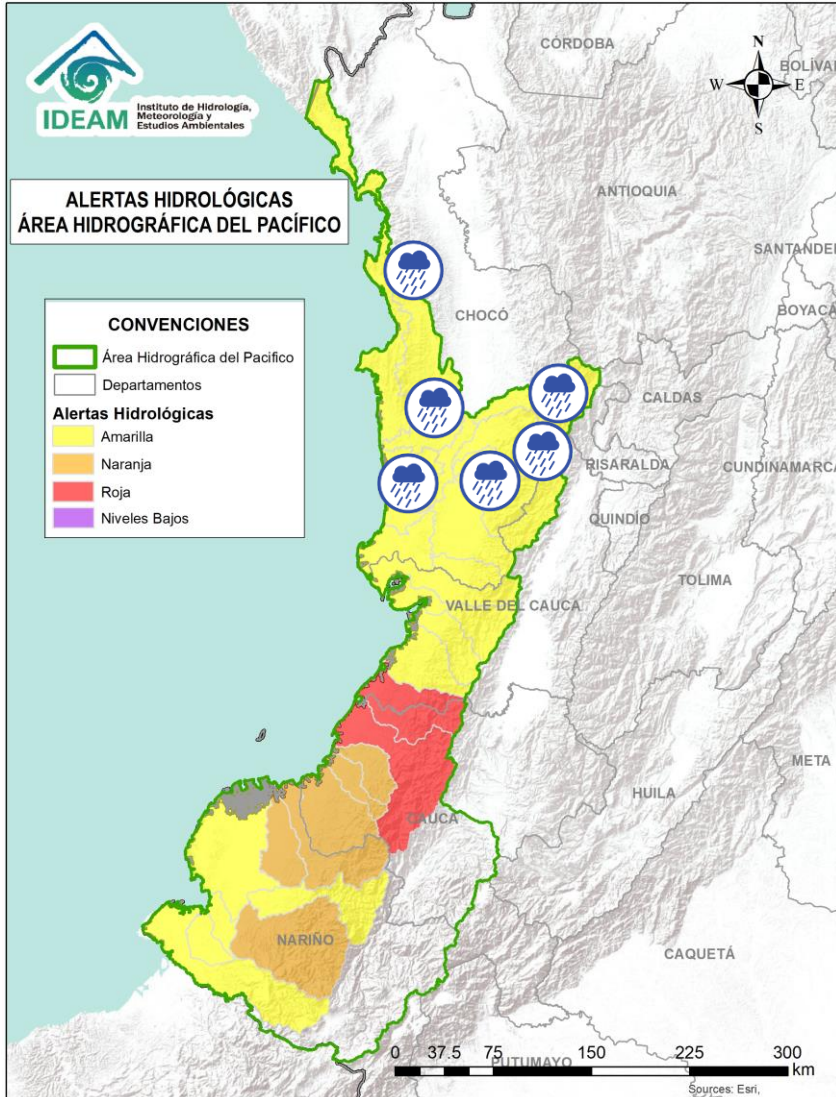 IDEAM
Instituto de Hidrología,
Meteorología y
Estudios Ambientales
ALERTAS HIDROLÓGICAS
ÁREA HIDROGRÁFICA DEL PACÍFICO
CONVENCIONES
Área Hidrográfica del Pacifico
Departamentos
Alertas Hidrológicas
Amarilla
Naranja
Roja
Niveles Bajos
N
W
E
S
CÓRDOBA
BOLÍVAR
ANTIOQUIA
SANTANDER
BOYACÁ
CHOCÓ
CALDAS
RISARALDA
CUNDINAMARCA
QUINDÍO
TOLIMA
VALLE DEL CAUCA
META
HUILA
CAUCA
NARIÑO
CAQUETÁ
PUTUMAYO
0 37.5 75 150 225 300
km
Sources: Esri,